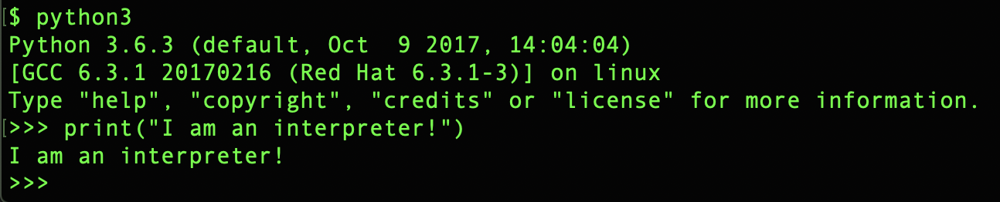 [$ python3
Python 3.6.3 (default, Oct  9 2017, 14:04:04)
[GCC 6.3.1 20170216 (Red Hat 6.3.1-3)] on linux
Type "help", "copyright", "credits" or "license" for more information.
[>>> print("I am an interpreter!")
I am an interpreter!
>>>